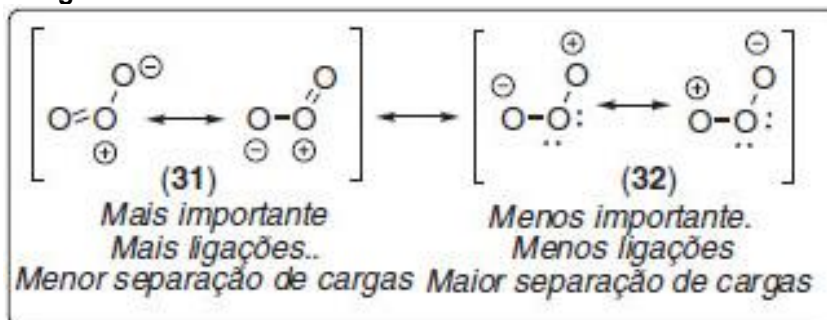 O=O O⊖ ⊕ ↔ O–O O ⊖ ⊕ ↔ ⊖ O–O: O ⊕ ↔ ⊕ O–O: O ⊖
(31)
Mais importante
Mais ligações..
Menor separação de cargas
(32)
Menos importante.
Menos ligações
Maior separação de cargas